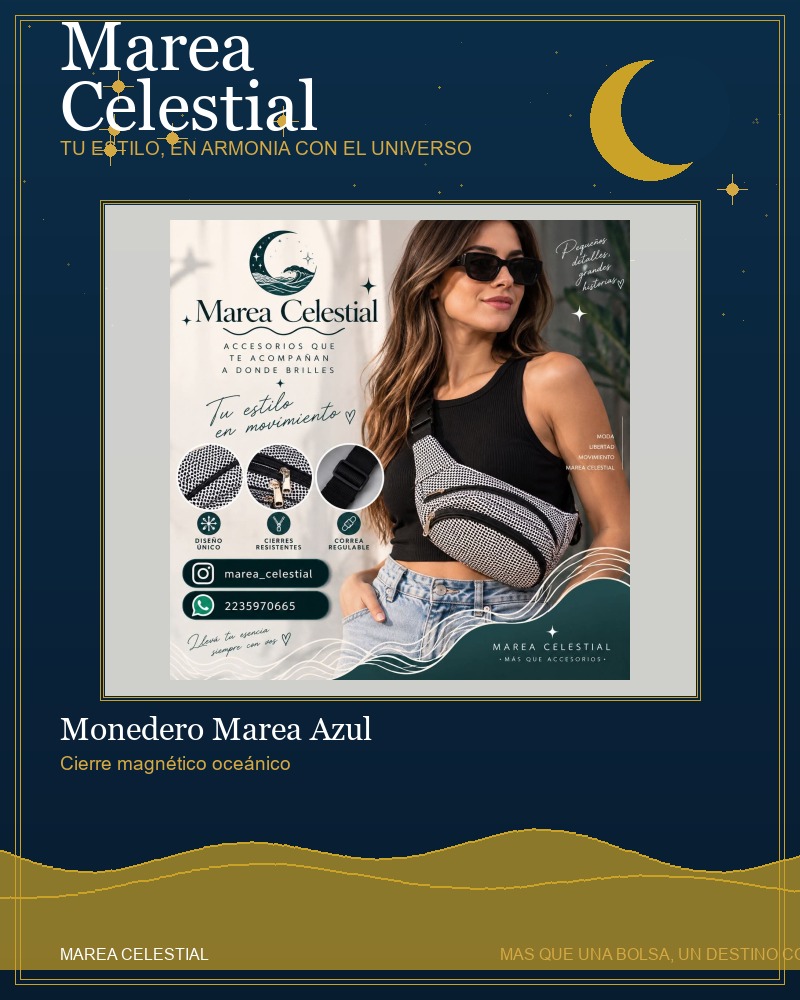 Marea
Celestial
TU ESTILO, EN ARMONIA CON EL UNIVERSO
Marea Celestial
ACCESORIOS QUE
TE ACOMPAÑAN
A DONDE BRILLES
Tu estilo
en movimiento
Pequeños
detalles,
grandes
historias
MODA
LIBERTAD
MOVIMIENTO
MAREA CELESTIAL
DISEÑO
ÚNICO
CIERRES
RESISTENTES
CORREA
REGULABLE
marea_celestial
2235970665
Llevá tu esencia
siempre con vos
MAREA CELESTIAL
• MÁS QUE ACCESORIOS •
Monedero Marea Azul
Cierre magnético oceánico
MAREA CELESTIAL
MAS QUE UNA BOLSA, UN DESTINO CO